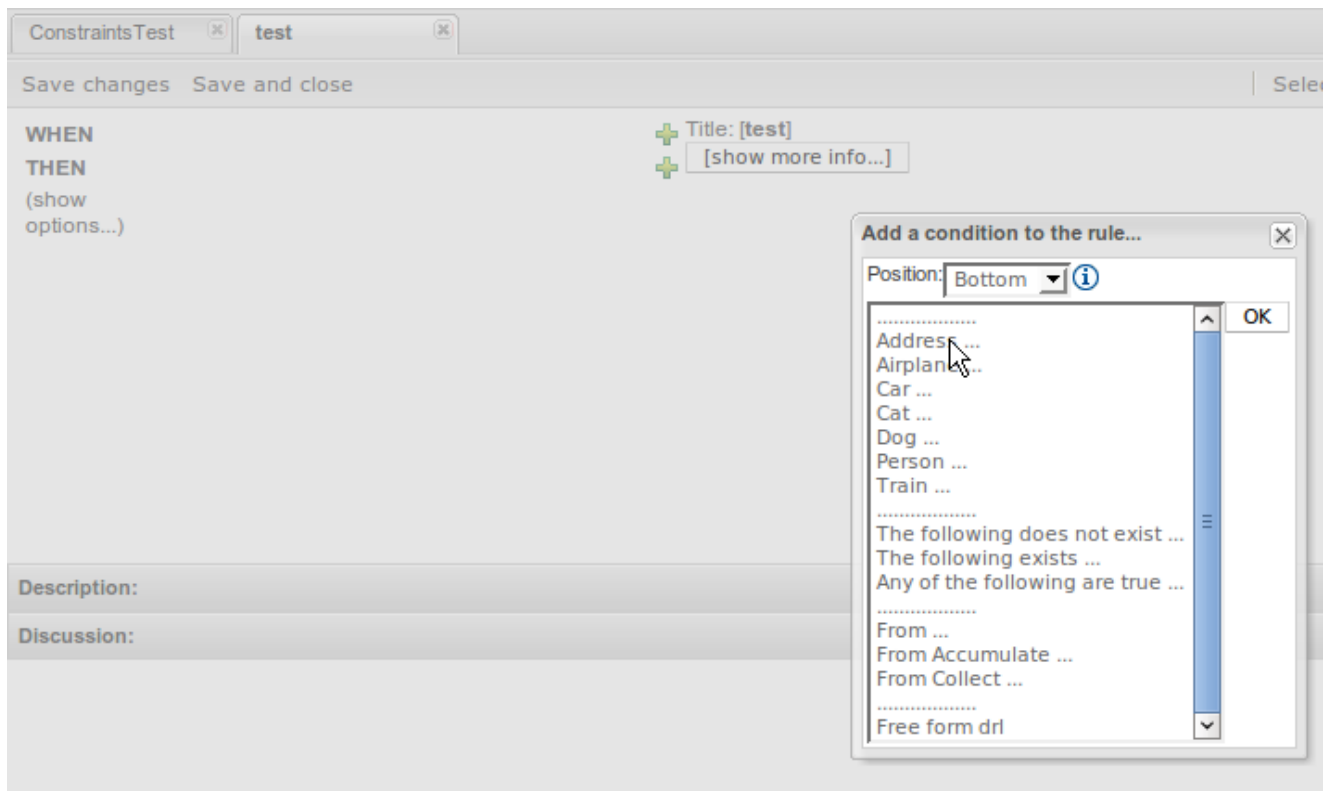 ConstraintsTest test
Save changes Save and close Selec
WHEN
THEN
(show
options...)
Title: [test]
[show more info...]
Add a condition to the rule...
Position: Bottom
OK
..................
Address ...
Airplane ...
Car ...
Cat ...
Dog ...
Person ...
Train ...
..................
The following does not exist ...
The following exists ...
Any of the following are true ...
..................
From ...
From Accumulate ...
From Collect ...
..................
Free form drl
Description:
Discussion: